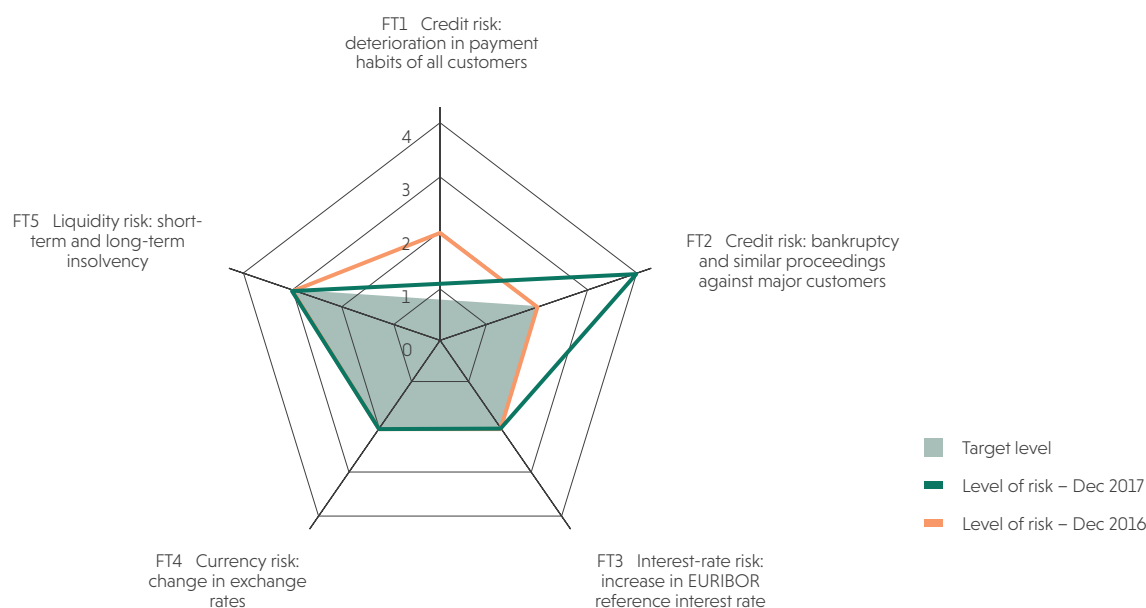 FT1 Credit risk:
deterioration in payment
habits of all customers
4
3
2
1
0
FT5 Liquidity risk: short-
term and long-term
insolvency
FT2 Credit risk: bankruptcy
and similar proceedings
against major customers
FT4 Currency risk:
change in exchange
rates
FT3 Interest-rate risk:
increase in EURIBOR
reference interest rate
Target level
Level of risk – Dec 2017
Level of risk – Dec 2016